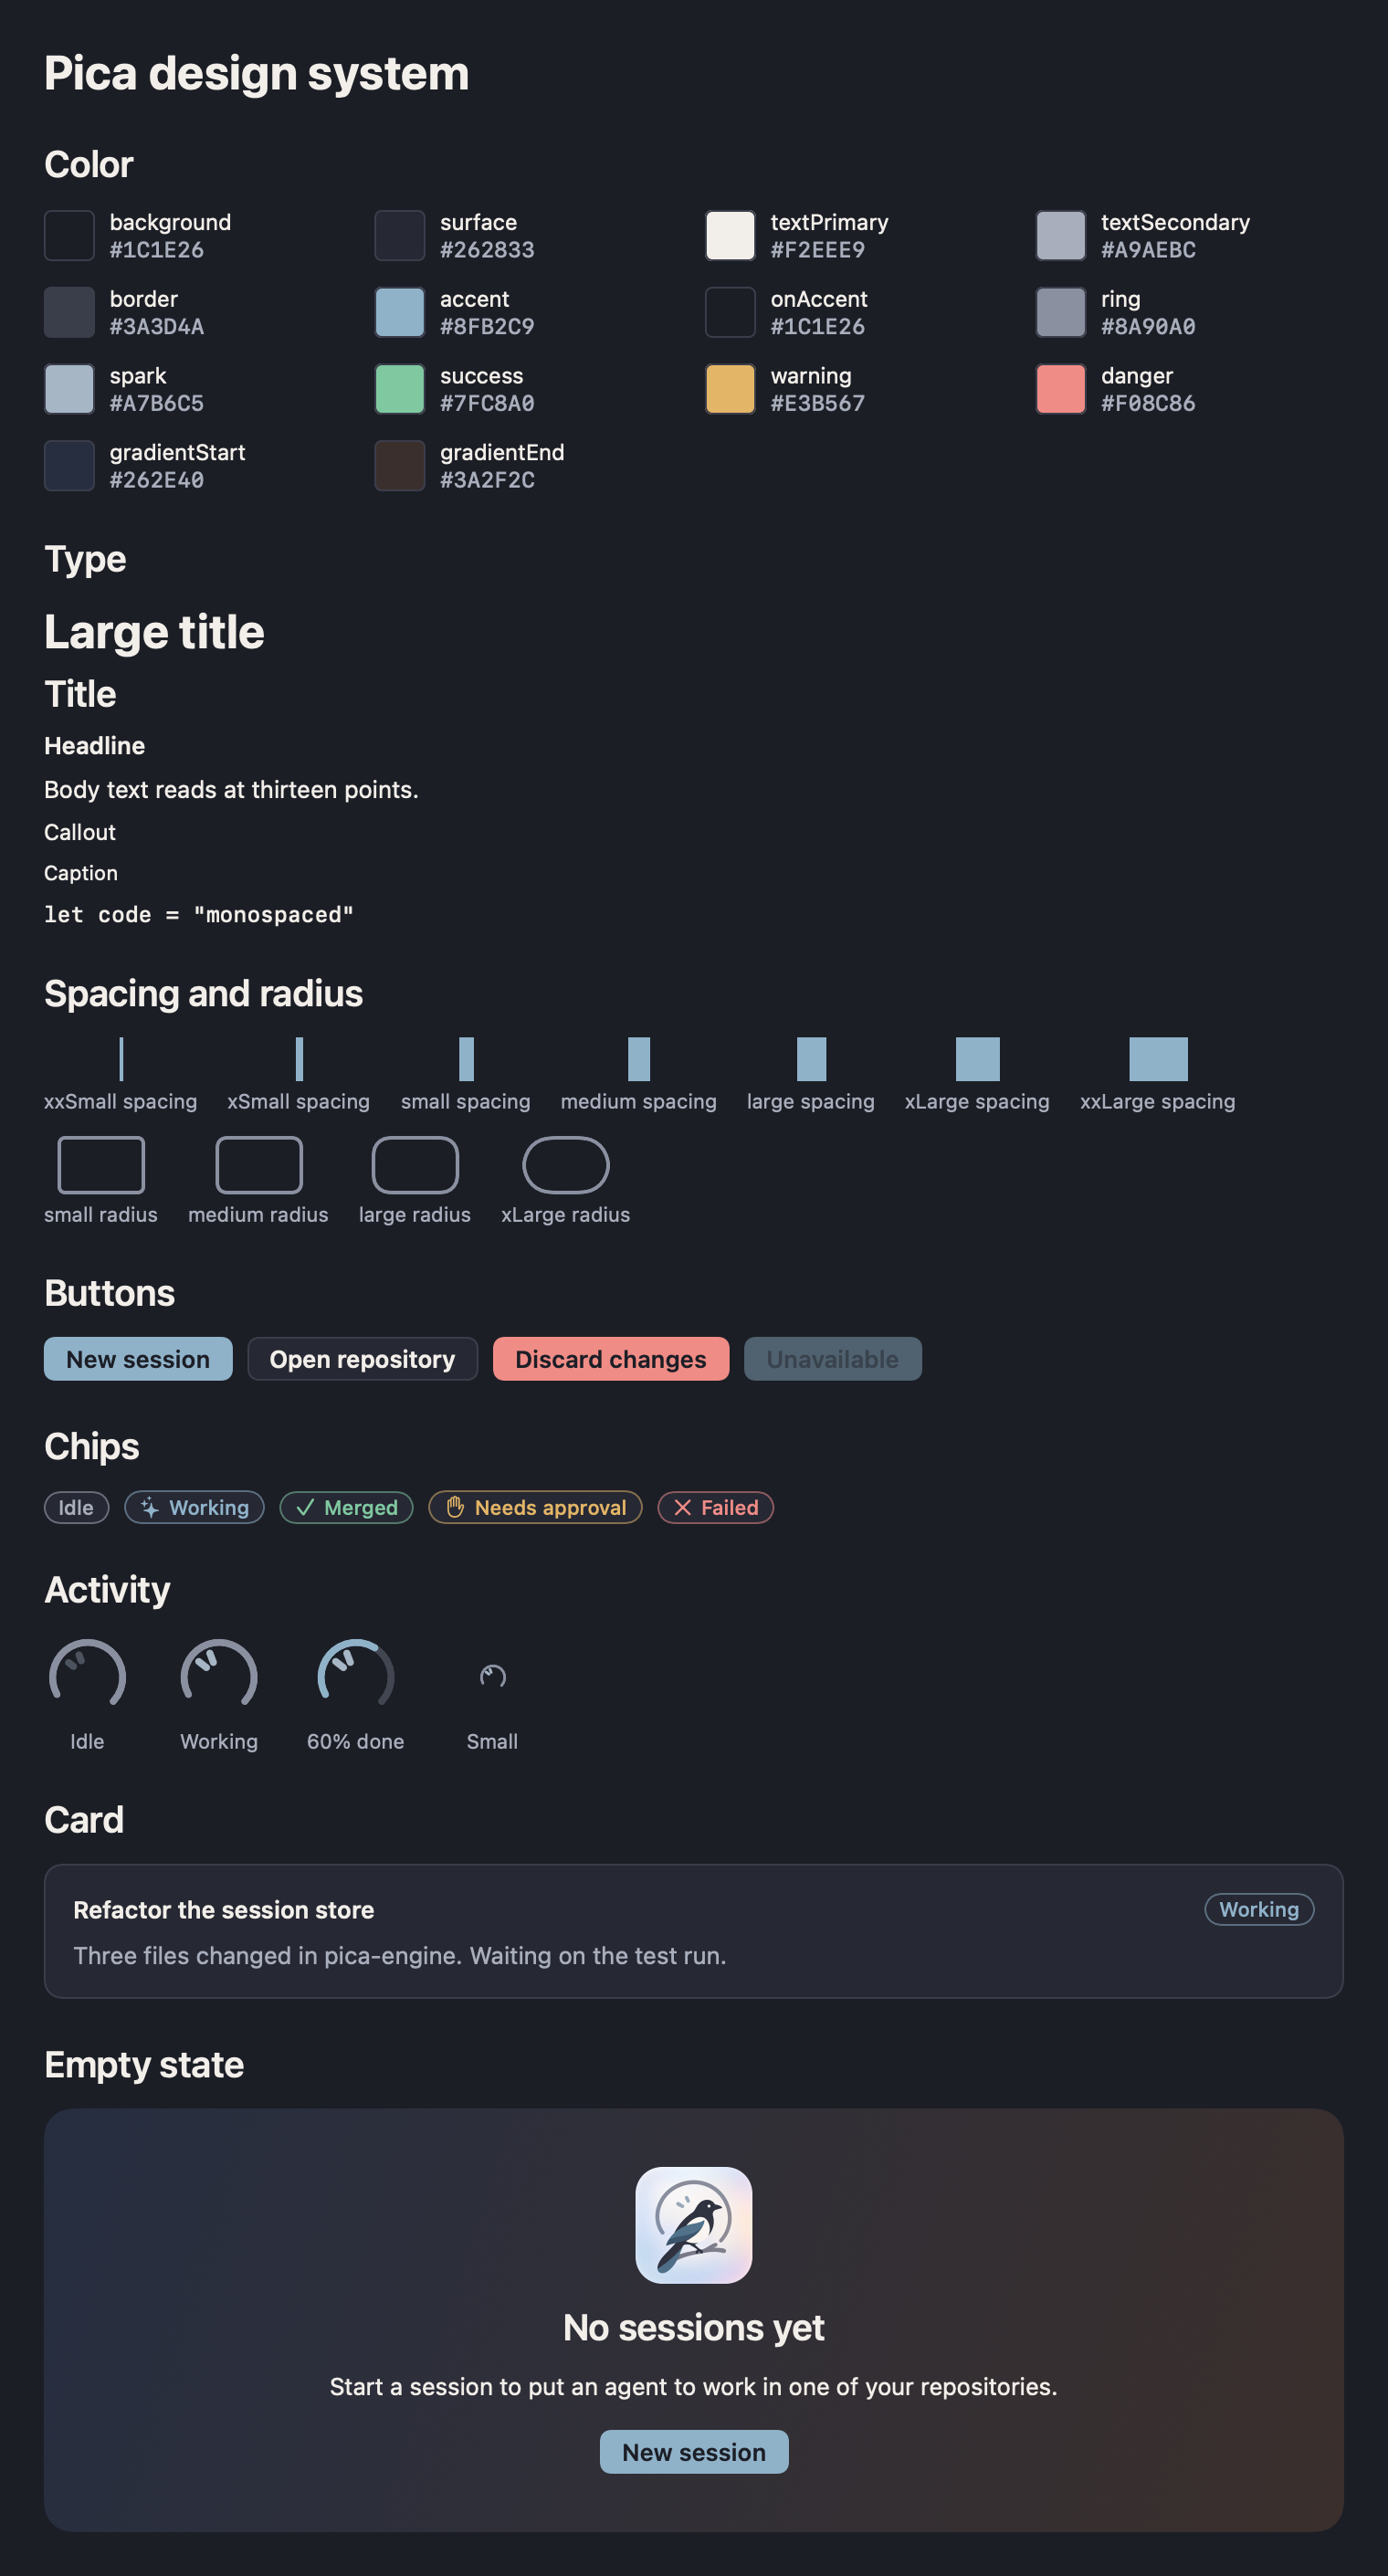 Pica design system
Color
background
#1C1E26
surface
#262833
textPrimary
#F2EEE9
textSecondary
#A9AEBC
border
#3A3D4A
accent
#8FB2C9
onAccent
#1C1E26
ring
#8A90A0
spark
#A7B6C5
success
#7FC8A0
warning
#E3B567
danger
#F08C86
gradientStart
#262E40
gradientEnd
#3A2F2C
Type
Large title
Title
Headline
Body text reads at thirteen points.
Callout
Caption
let code = "monospaced"
Spacing and radius
xxSmall spacing
xSmall spacing
small spacing
medium spacing
large spacing
xLarge spacing
xxLarge spacing
small radius
medium radius
large radius
xLarge radius
Buttons
New session
Open repository
Discard changes
Unavailable
Chips
Idle
Working
Merged
Needs approval
Failed
Activity
Idle
Working
60% done
Small
Card
Refactor the session store
Working
Three files changed in pica-engine. Waiting on the test run.
Empty state
No sessions yet
Start a session to put an agent to work in one of your repositories.
New session